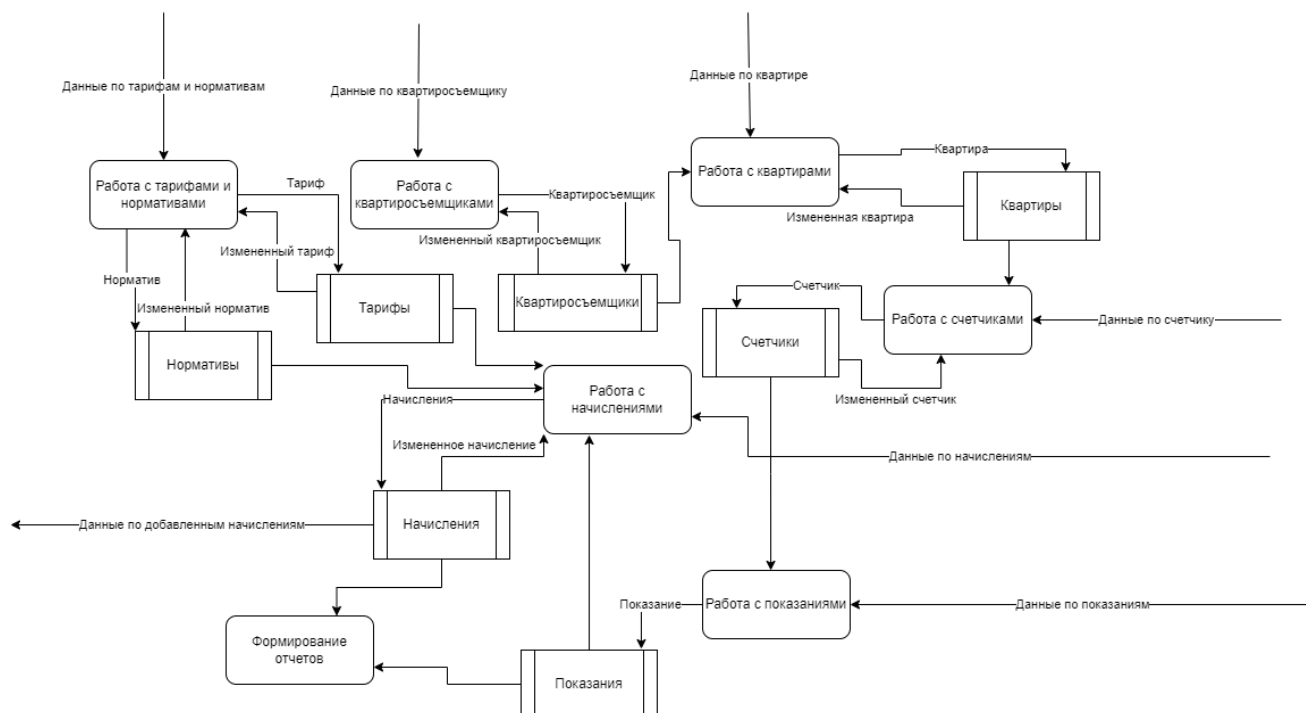 Данные по тарифам и нормативам
Данные по квартиросъемщику
Данные по квартире
Работа с тарифами и
нормативами
Тариф
Работа с
квартиросъемщиками
Квартиросъемщик
Работа с квартирами
Квартира
Измененная квартира
Квартиры
Измененный тариф
Измененный квартиросъемщик
Норматив
Измененный норматив
Тарифы
Квартиросъемщики
Счетчик
Работа с счетчиками
Данные по счетчику
Нормативы
Счетчики
Измененный счетчик
Начисления
Работа с
начислениями
Измененное начисление
Данные по начислениям
Данные по добавленным начислениям
Начисления
Показание
Работа с показаниями
Данные по показаниям
Формирование
отчетов
Показания